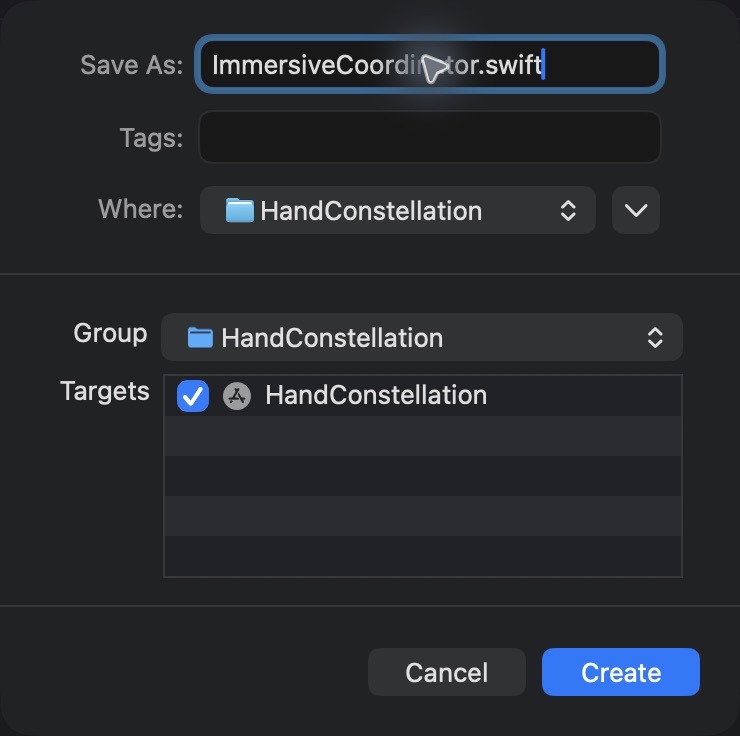 Save As: ImmersiveCoordinator.swift
Tags:
Where: HandConstellation
Group HandConstellation
Targets HandConstellation
Cancel Create